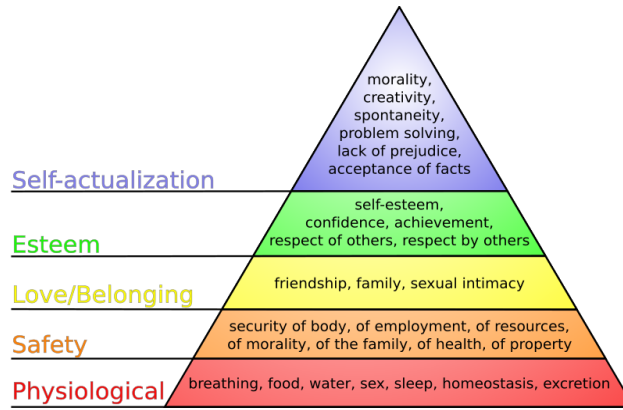 morality,
creativity,
spontaneity,
problem solving,
lack of prejudice,
acceptance of facts
Self-actualization
self-esteem,
confidence, achievement,
respect of others, respect by others
Esteem
friendship, family, sexual intimacy
Love/Belonging
security of body, of employment, of resources,
of morality, of the family, of health, of property
Safety
breathing, food, water, sex, sleep, homeostasis, excretion
Physiological